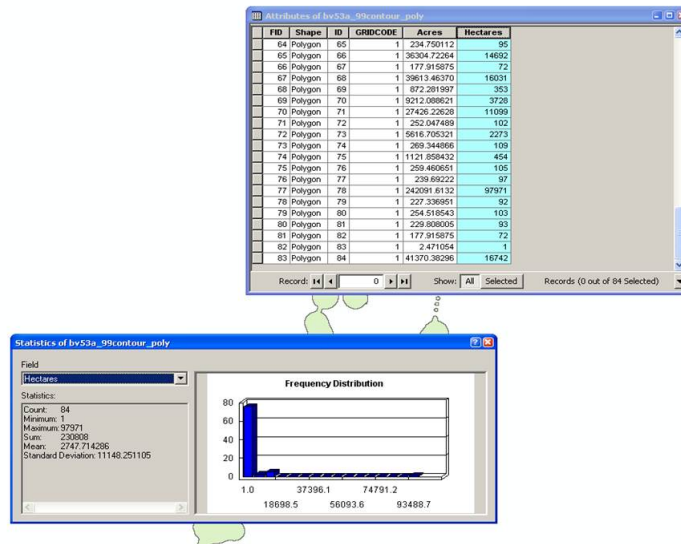 Attributes of bv53a_99contour_poly
FID Shape ID GRIDCODE Acres Hectares
64 Polygon 65 1 234.750112 95
65 Polygon 66 1 36304.72264 14692
66 Polygon 67 1 177.915875 72
67 Polygon 68 1 39613.46370 16031
68 Polygon 69 1 872.281997 353
69 Polygon 70 1 9212.088621 3728
70 Polygon 71 1 27426.22628 11099
71 Polygon 72 1 252.047489 102
72 Polygon 73 1 5616.705321 2273
73 Polygon 74 1 269.344866 109
74 Polygon 75 1 1121.858432 454
75 Polygon 76 1 259.460651 105
76 Polygon 77 1 239.69222 97
77 Polygon 78 1 242091.6132 97971
78 Polygon 79 1 227.336951 92
79 Polygon 80 1 254.518543 103
80 Polygon 81 1 229.808005 93
81 Polygon 82 1 177.915875 72
82 Polygon 83 1 2.471054 1
83 Polygon 84 1 41370.38296 16742
Record: 0 Show: All Selected Records (0 out of 84 Selected)
Statistics of bv53a_99contour_poly
Field
Hectares
Statistics:
Count: 84
Minimum: 1
Maximum: 97971
Sum: 230808
Mean: 2747.714286
Standard Deviation: 11148.251105
Frequency Distribution
80
60
40
20
0
1.0 37396.1 74791.2
18698.5 56093.6 93488.7